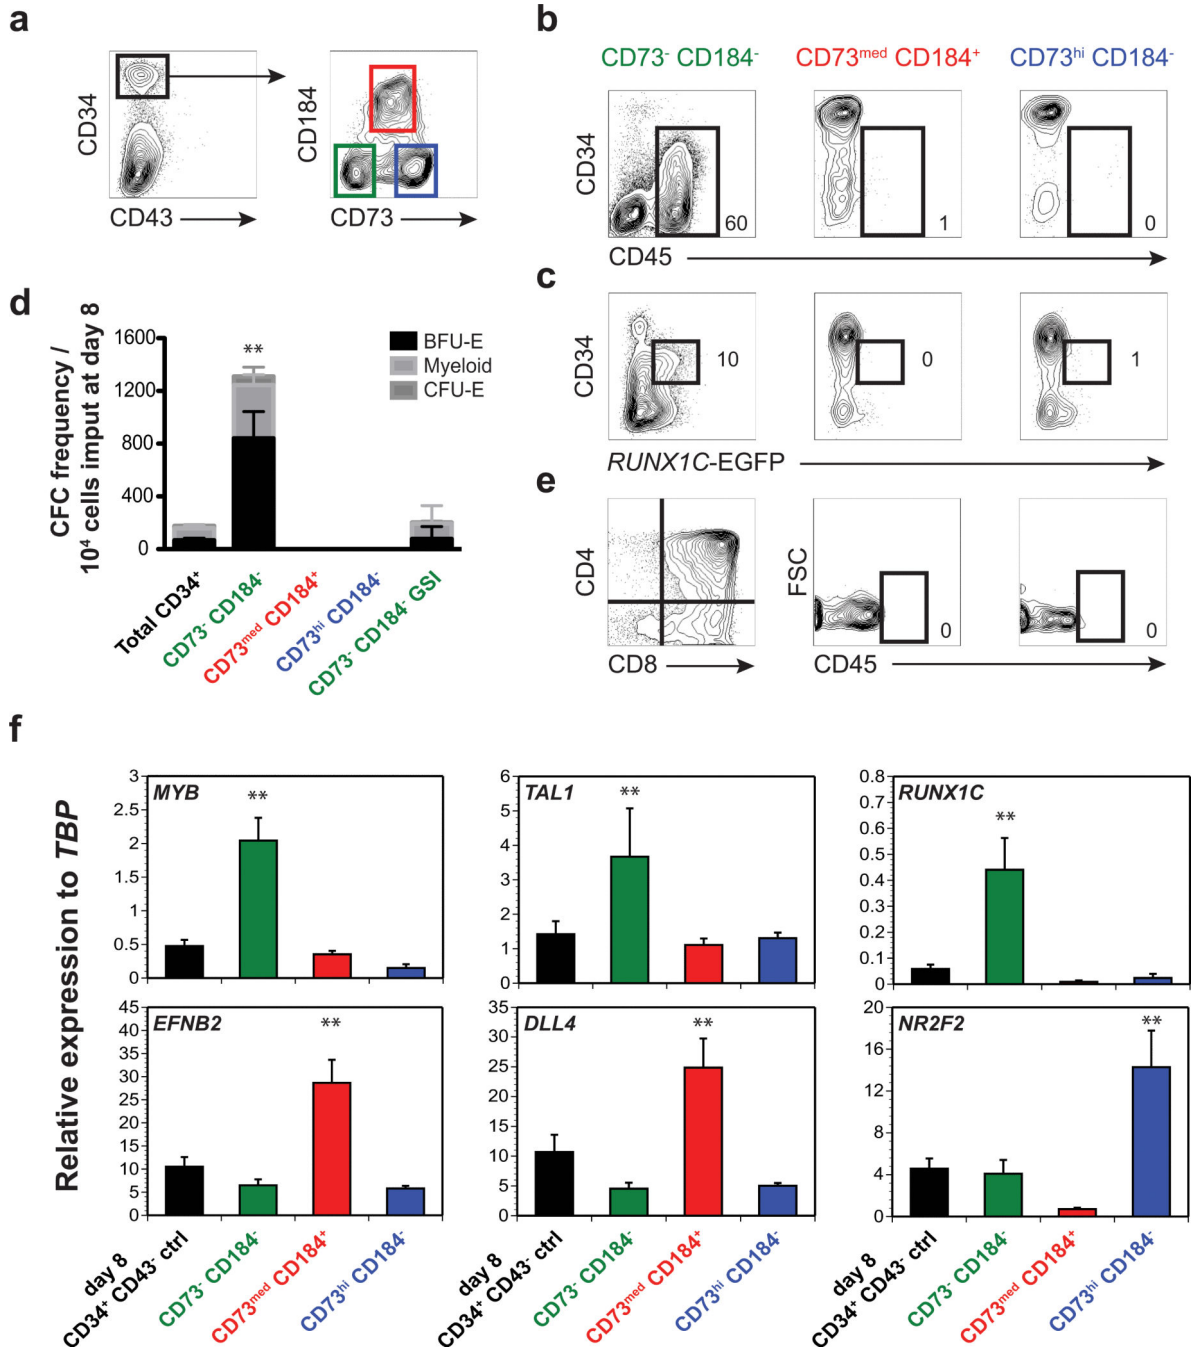 a
CD34
CD43
CD184
CD73
b
CD73⁻ CD184⁻
CD73ᵐᵉᵈ CD184⁺
CD73ʰⁱ CD184⁻
CD34
60
1
0
CD45
c
CD34
10
0
1
RUNX1C-EGFP
d
CFC frequency /
10⁴ cells imput at day 8
1600
1200
800
400
0
**
BFU-E
Myeloid
CFU-E
Total CD34⁺
CD73⁻ CD184⁻
CD73ᵐᵉᵈ CD184⁺
CD73ʰⁱ CD184⁻
CD73⁻ CD184⁻ GSI
e
CD4
CD8
FSC
0
0
CD45
f
Relative expression to TBP
MYB
**
3
2.5
2
1.5
1
0.5
0
TAL1
**
6
5
4
3
2
1
0
RUNX1C
**
0.8
0.7
0.6
0.5
0.4
0.3
0.2
0.1
0
EFNB2
**
45
40
35
30
25
20
15
10
5
0
DLL4
**
35
30
25
20
15
10
5
0
NR2F2
**
20
16
12
8
4
0
day 8
CD34⁺ CD43⁻ ctrl
CD73⁻ CD184⁻
CD73ᵐᵉᵈ CD184⁺
CD73ʰⁱ CD184⁻
day 8
CD34⁺ CD43⁻ ctrl
CD73⁻ CD184⁻
CD73ᵐᵉᵈ CD184⁺
CD73ʰⁱ CD184⁻
day 8
CD34⁺ CD43⁻ ctrl
CD73⁻ CD184⁻
CD73ᵐᵉᵈ CD184⁺
CD73ʰⁱ CD184⁻